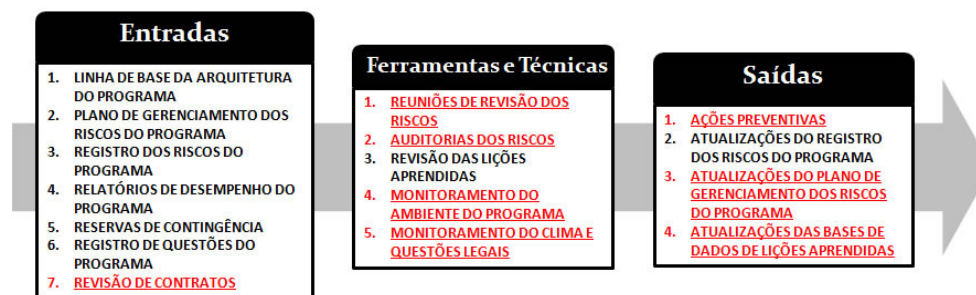 Entradas
1. LINHA DE BASE DA ARQUITETURA
DO PROGRAMA
2. PLANO DE GERENCIAMENTO DOS
RISCOS DO PROGRAMA
3. REGISTRO DOS RISCOS DO
PROGRAMA
4. RELATÓRIOS DE DESEMPENHO DO
PROGRAMA
5. RESERVAS DE CONTINGÊNCIA
6. REGISTRO DE QUESTÕES DO
PROGRAMA
7. REVISÃO DE CONTRATOS
Ferramentas e Técnicas
1. REUNIÕES DE REVISÃO DOS
RISCOS
2. AUDITORIAS DOS RISCOS
3. REVISÃO DAS LIÇÕES
APRENDIDAS
4. MONITORAMENTO DO
AMBIENTE DO PROGRAMA
5. MONITORAMENTO DO CLIMA E
QUESTÕES LEGAIS
Saídas
1. AÇÕES PREVENTIVAS
2. ATUALIZAÇÕES DO REGISTRO
DOS RISCOS DO PROGRAMA
3. ATUALIZAÇÕES DO PLANO DE
GERENCIAMENTO DOS RISCOS
DO PROGRAMA
4. ATUALIZAÇÕES DAS BASES DE
DADOS DE LIÇÕES APRENDIDAS